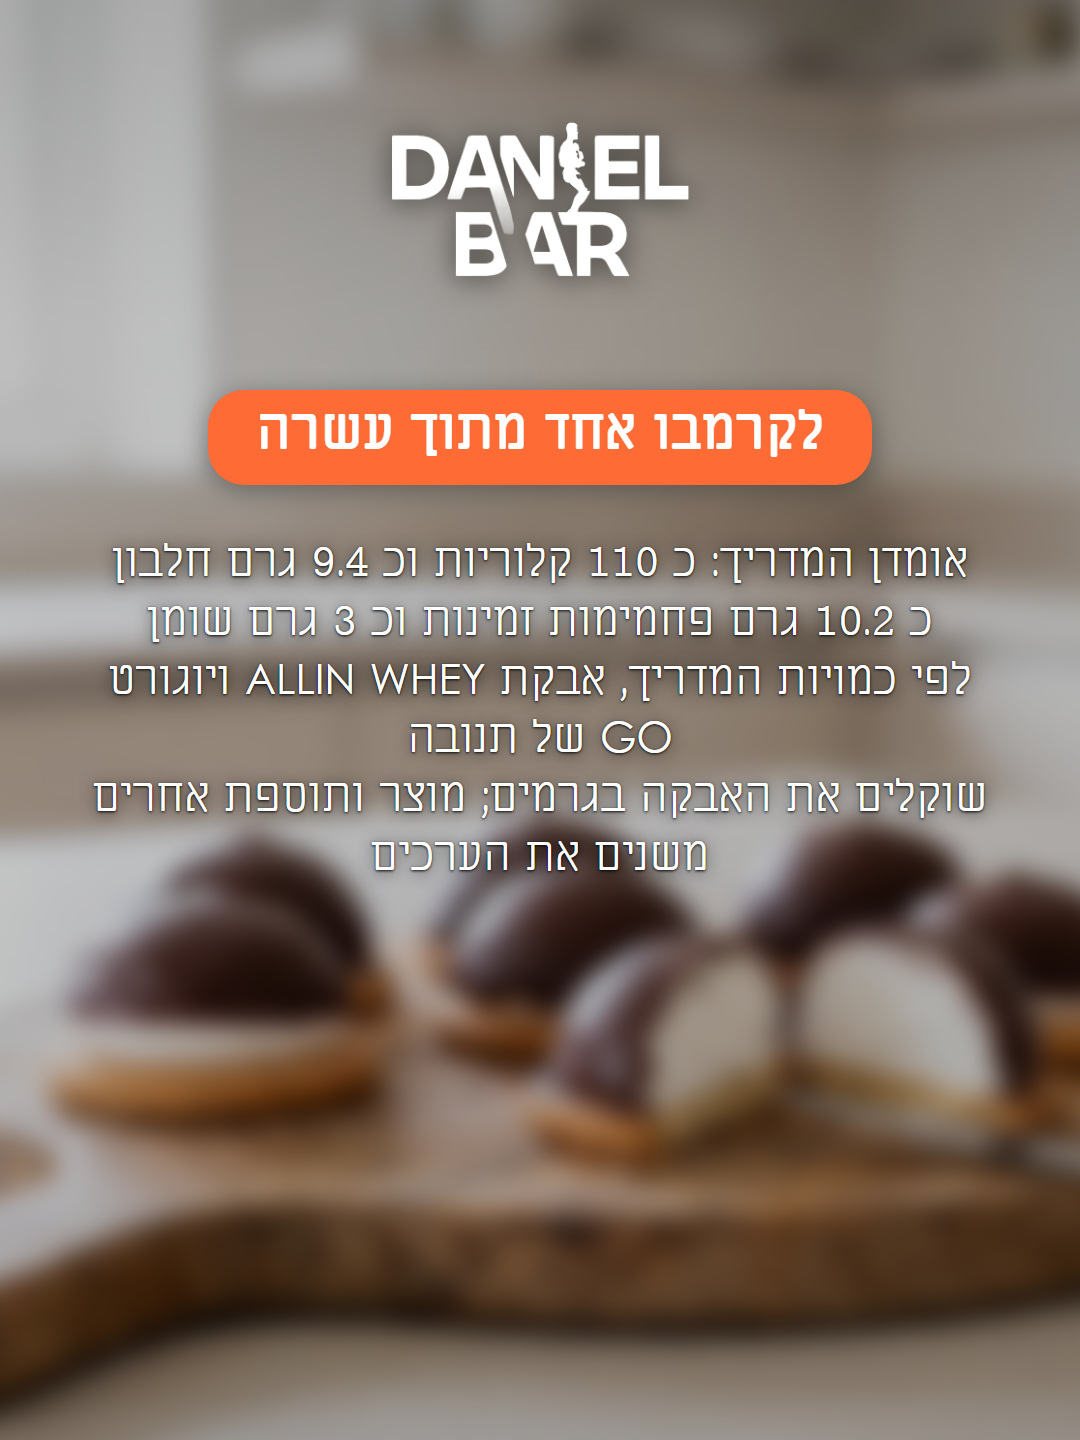 DANIEL
BAR
לקרמבו אחד מתוך עשרה
אומדן המדריך: כ 110 קלוריות וכ 9.4 גרם חלבון
כ 10.2 גרם פחמימות זמינות וכ 3 גרם שומן
לפי כמויות המדריך, אבקת ALLIN WHEY ויוגורט
GO של תנובה
שוקלים את האבקה בגרמים; מוצר ותוספת אחרים
משנים את הערכים